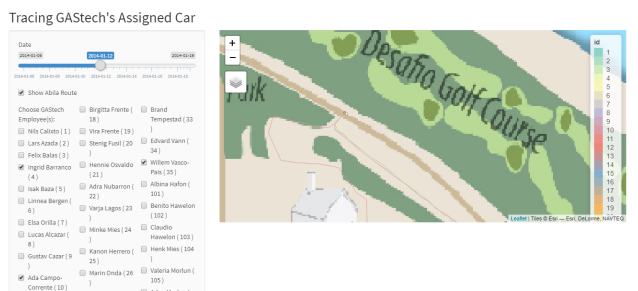 Tracing GAStech's Assigned Car
Date
2014-01-06
2014-01-12
2014-01-19
Show Abila Route
Choose GAStech
Employee(s):
Nils Calixto ( 1 )
Lars Azada ( 2 )
Felix Balas ( 3 )
Ingrid Barranco
( 4 )
Isak Baza ( 5 )
Linnea Bergen (
6 )
Elsa Orilla ( 7 )
Lucas Alcazar (
8 )
Gustav Cazar ( 9
)
Ada Campo-
Corrente ( 10 )
Birgitta Frente (
18 )
Vira Frente ( 19 )
Stenig Fusil ( 20
)
Hennie Osvaldo
( 21 )
Adra Nubarron (
22 )
Varja Lagos ( 23
)
Minke Mies ( 24
)
Kanon Herrero (
25 )
Marin Onda ( 26
)
Brand
Tempestad ( 33
)
Edvard Vann (
34 )
Willem Vasco-
Pais ( 35 )
Albina Hafon (
101 )
Benito Hawelon
( 102 )
Claudio
Hawelon ( 103 )
Henk Mies ( 104
)
Valeria Morlun (
105 )
+
−
Park
Desafio Golf Course
id
1
2
3
4
5
6
7
8
9
10
11
12
13
14
15
16
17
18
19
Leaflet | Tiles © Esri — Esri, DeLorme, NAVTEQ